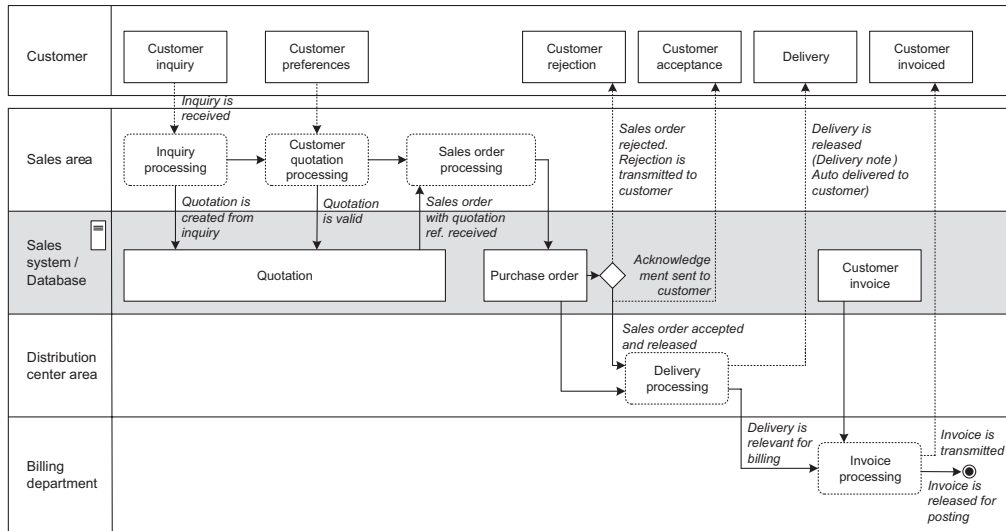 Customer
Customer
inquiry
Customer
preferences
Customer
rejection
Customer
acceptance
Delivery
Customer
invoiced
Inquiry is
received
Sales area
Inquiry
processing
Customer
quotation
processing
Sales order
processing
Sales order
rejected.
Rejection is
transmitted to
customer
Delivery is
released
(Delivery note )
Auto delivered to
customer)
Quotation is
created from
inquiry
Quotation
is valid
Sales order
with quotation
ref. received
Sales
system /
Database
Quotation
Purchase order
Acknowledge
ment sent to
customer
Customer
invoice
Distribution
center area
Sales order accepted
and released
Delivery
processing
Billing
department
Delivery is
relevant for
billing
Invoice
processing
Invoice is
transmitted
Invoice is
released for
posting